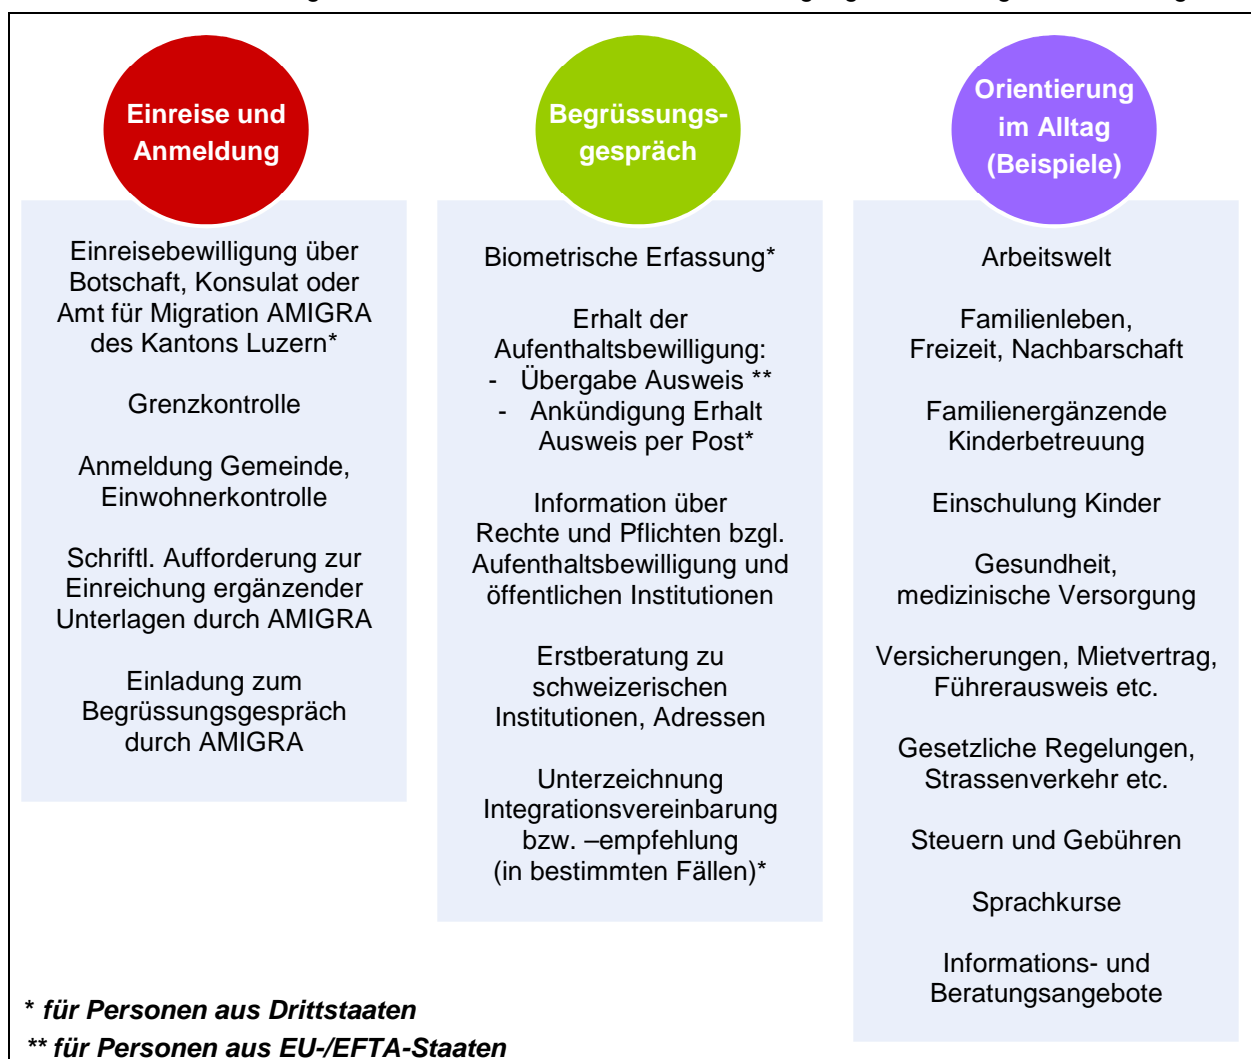 Einreise und
Anmeldung
Einreisebewilligung über
Botschaft, Konsulat oder
Amt für Migration AMIGRA
des Kantons Luzern*
Grenzkontrolle
Anmeldung Gemeinde,
Einwohnerkontrolle
Schriftl. Aufforderung zur
Einreichung ergänzender
Unterlagen durch AMIGRA
Einladung zum
Begrüssungsgespräch
durch AMIGRA
Begrüssungs-
gespräch
Biometrische Erfassung*
Erhalt der
Aufenthaltsbewilligung:
- Übergabe Ausweis **
- Ankündigung Erhalt
Ausweis per Post*
Information über
Rechte und Pflichten bzgl.
Aufenthaltsbewilligung und
öffentlichen Institutionen
Erstberatung zu
schweizerischen
Institutionen, Adressen
Unterzeichnung
Integrationsvereinbarung
bzw. –empfehlung
(in bestimmten Fällen)*
Orientierung
im Alltag
(Beispiele)
Arbeitswelt
Familienleben,
Freizeit, Nachbarschaft
Familienergänzende
Kinderbetreuung
Einschulung Kinder
Gesundheit,
medizinische Versorgung
Versicherungen, Mietvertrag,
Führerausweis etc.
Gesetzliche Regelungen,
Strassenverkehr etc.
Steuern und Gebühren
Sprachkurse
Informations- und
Beratungsangebote
* für Personen aus Drittstaaten
** für Personen aus EU-/EFTA-Staaten